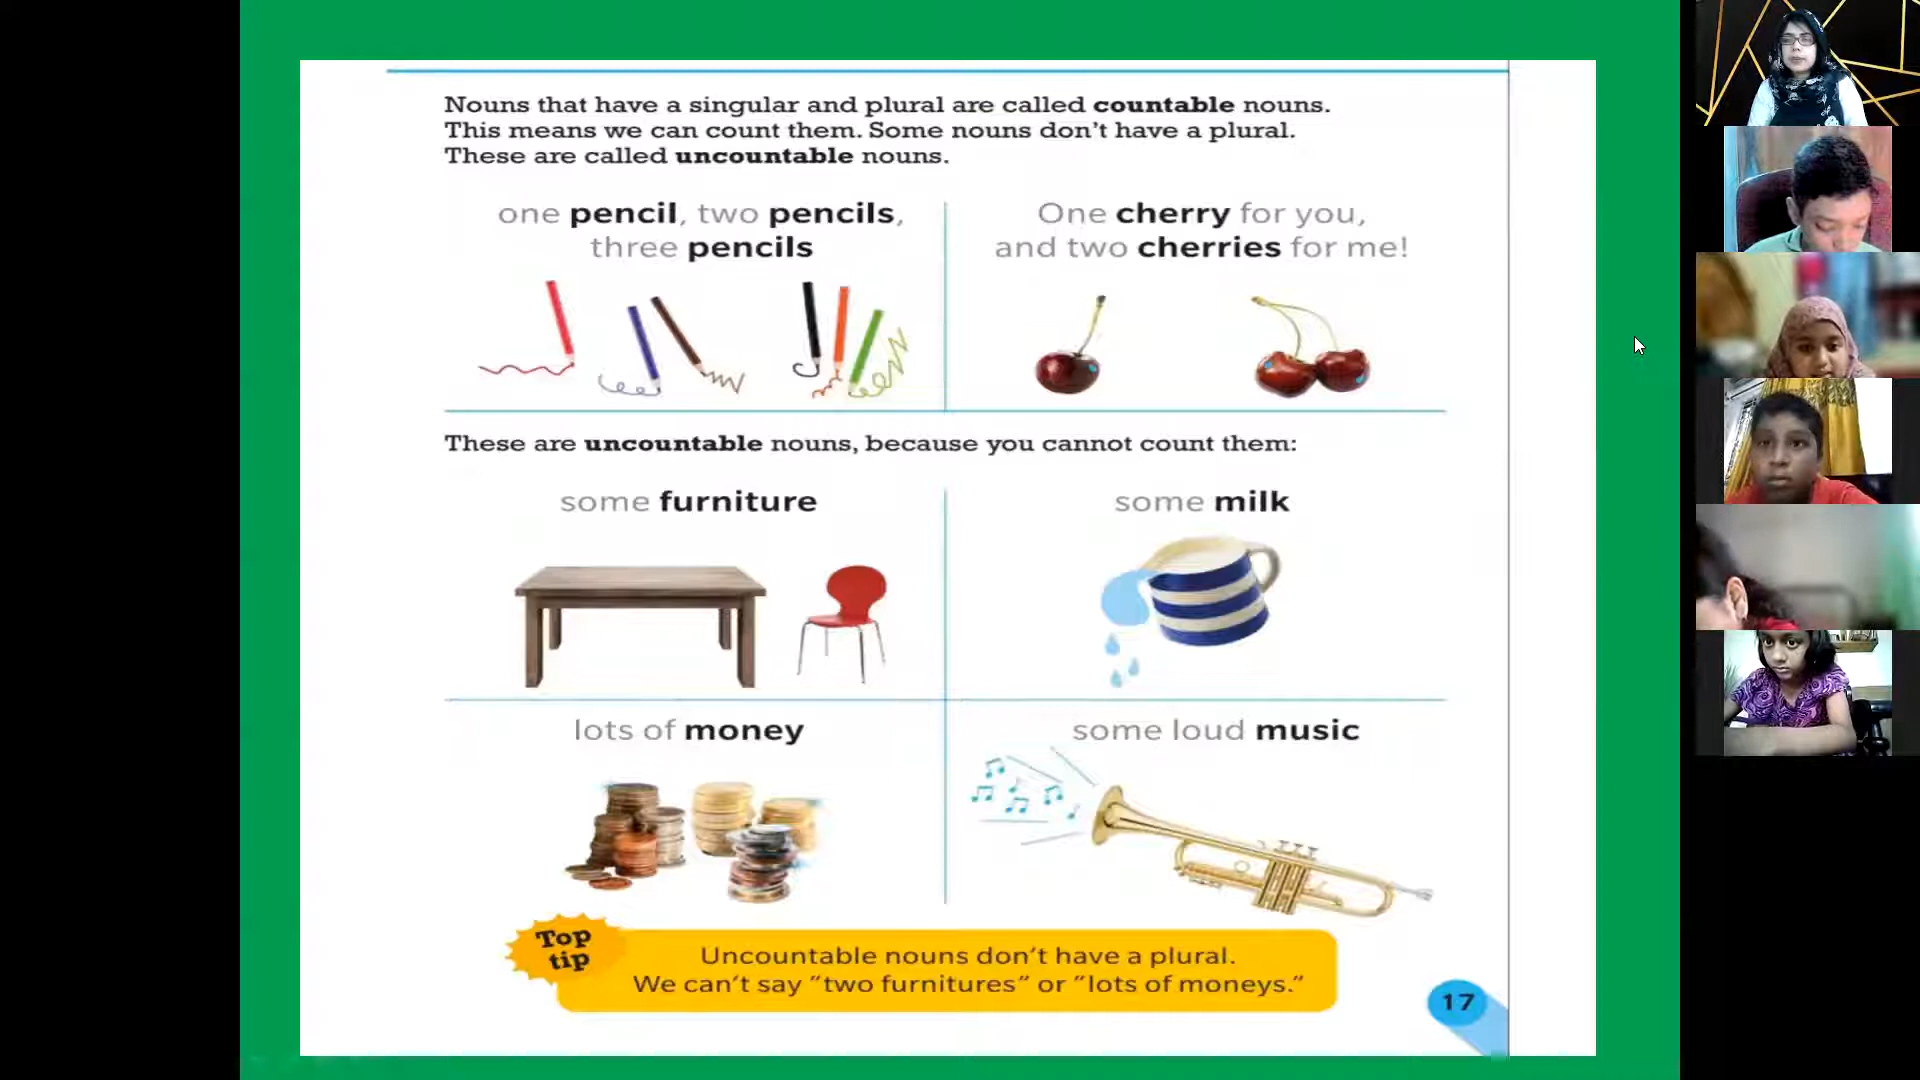 Nouns that have a singular and plural are called countable nouns.
This means we can count them. Some nouns don't have a plural.
These are called uncountable nouns.
one pencil, two pencils,
three pencils
One cherry for you,
and two cherries for me!
These are uncountable nouns, because you cannot count them:
some furniture
some milk
lots of money
some loud music
Top
tip
Uncountable nouns don't have a plural.
We can't say "two furnitures" or "lots of moneys."
17